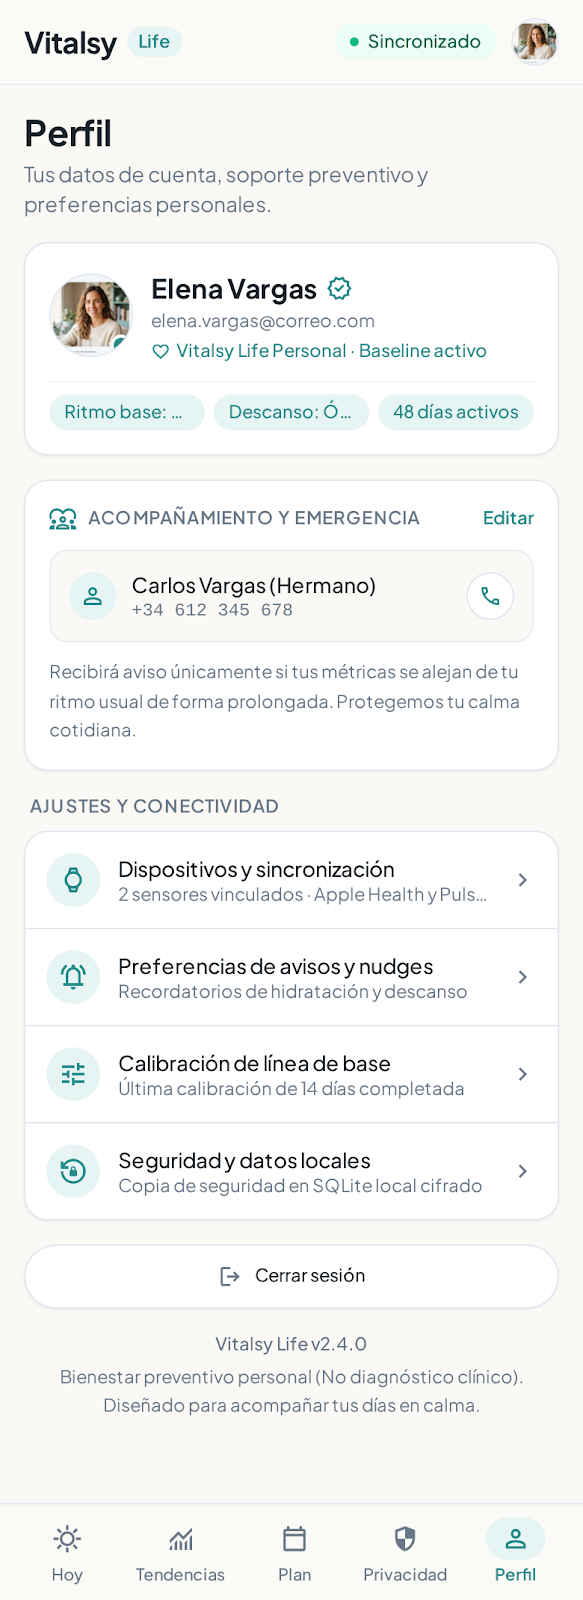 Vitalsy Life Sincronizado
Perfil
Tus datos de cuenta, soporte preventivo y
preferencias personales.
Elena Vargas
elena.vargas@correo.com
Vitalsy Life Personal · Baseline activo
Ritmo base: ... Descanso: Ó... 48 días activos
ACOMPAÑAMIENTO Y EMERGENCIA Editar
Carlos Vargas (Hermano)
+34 612 345 678
Recibirá aviso únicamente si tus métricas se alejan de tu
ritmo usual de forma prolongada. Protegemos tu calma
cotidiana.
AJUSTES Y CONECTIVIDAD
Dispositivos y sincronización
2 sensores vinculados · Apple Health y Puls...
Preferencias de avisos y nudges
Recordatorios de hidratación y descanso
Calibración de línea de base
Última calibración de 14 días completada
Seguridad y datos locales
Copia de seguridad en SQLite local cifrado
Cerrar sesión
Vitalsy Life v2.4.0
Bienestar preventivo personal (No diagnóstico clínico).
Diseñado para acompañar tus días en calma.
Hoy Tendencias Plan Privacidad Perfil